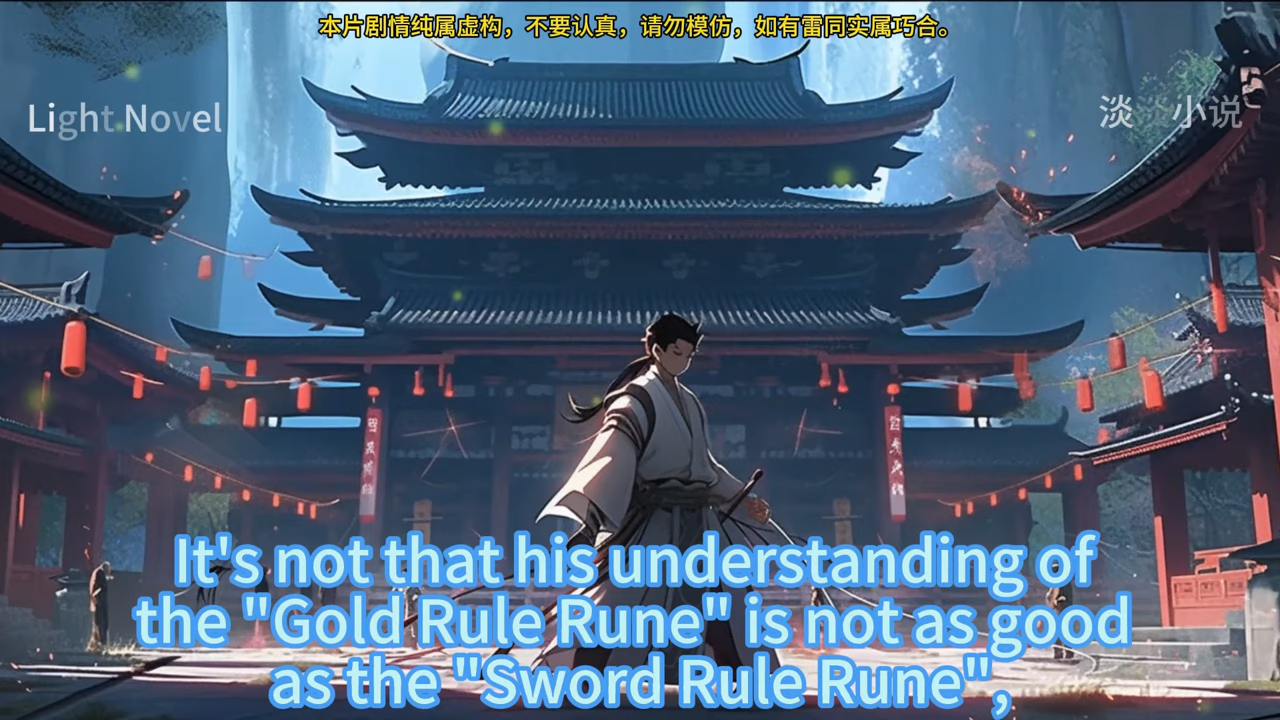 本片剧情纯属虚构，不要认真，请勿模仿，如有雷同实属巧合。
Light Novel
淡淡小说
It's not that his understanding of
the "Gold Rule Rune" is not as good
as the "Sword Rule Rune",